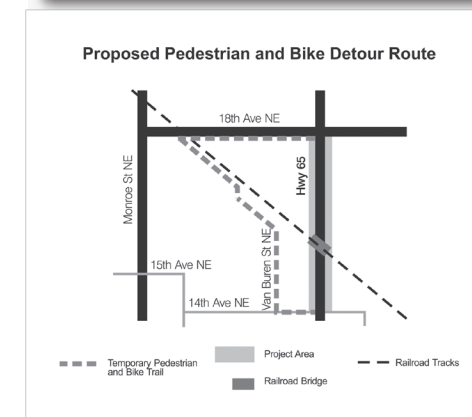 Proposed Pedestrian and Bike Detour Route
18th Ave NE
Monroe St NE
Hwy 65
15th Ave NE
Van Buren St NE
14th Ave NE
Temporary Pedestrian
and Bike Trail
Project Area
Railroad Bridge
Railroad Tracks